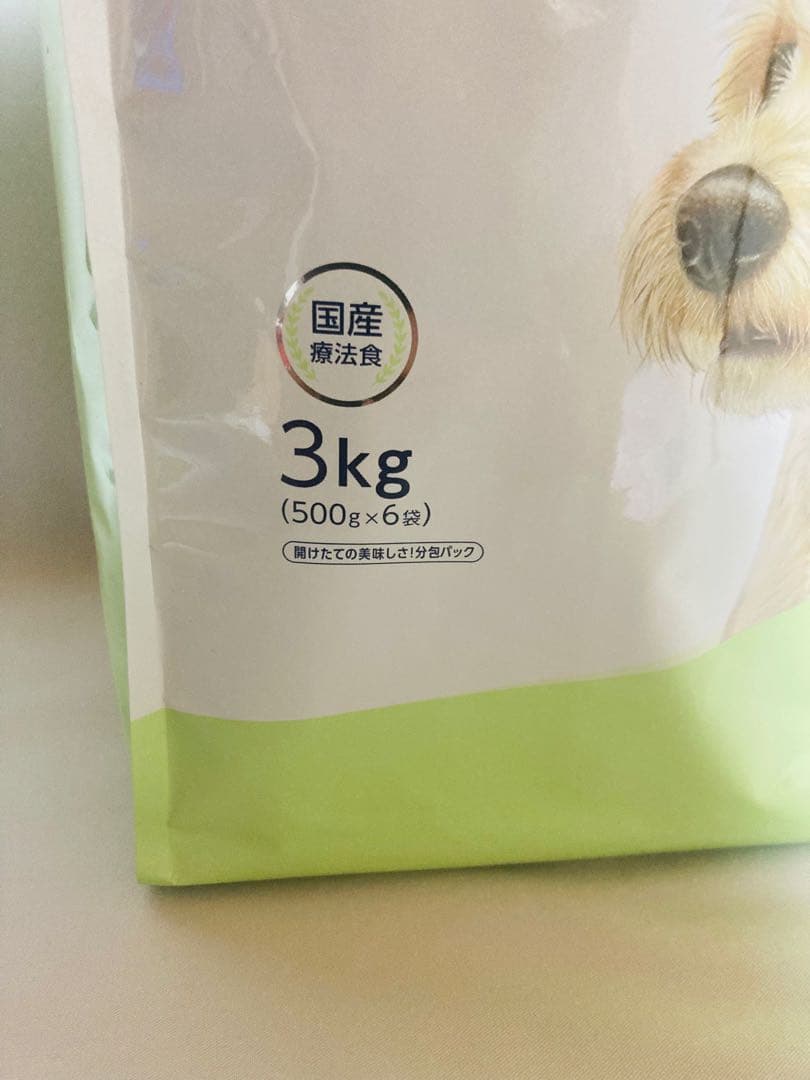 国産
療法食
3kg
(500g×6袋)
開けたての美味しさ!分包パック